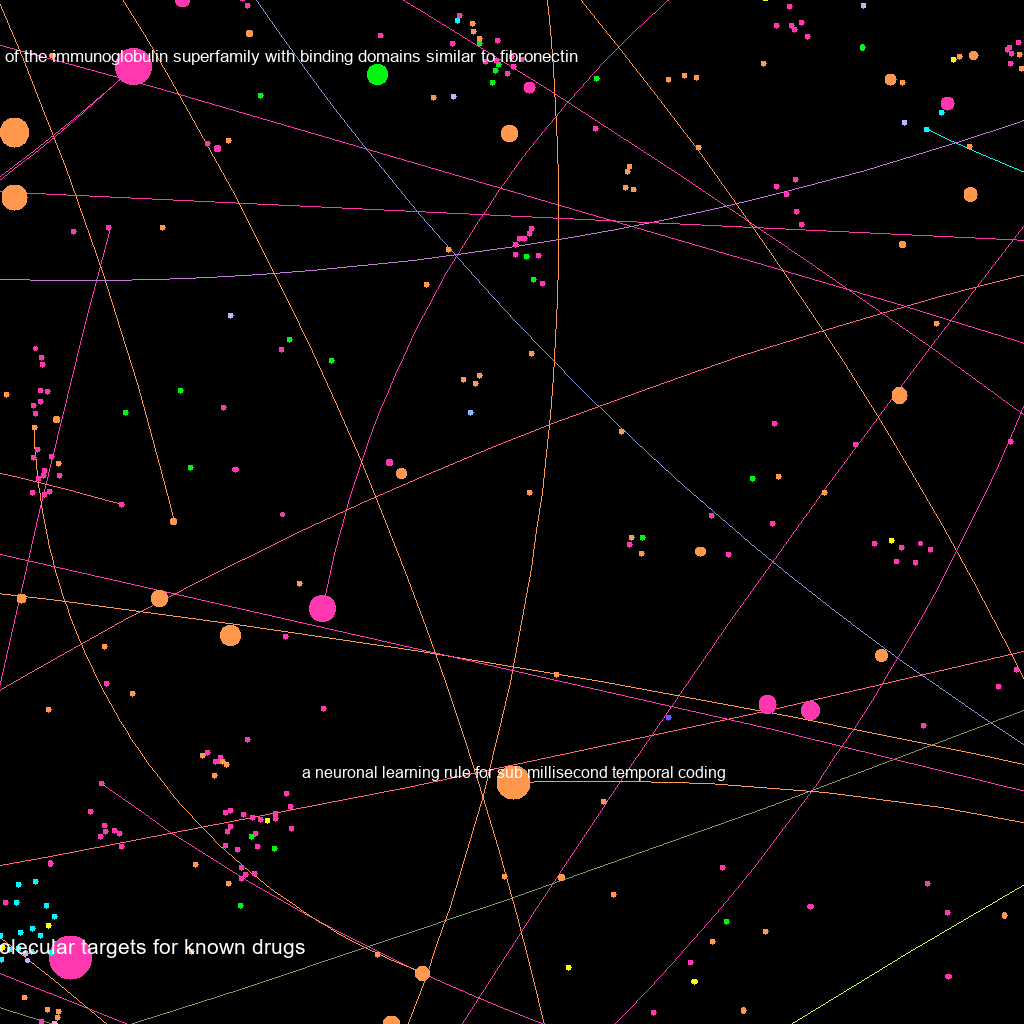 of the immunoglobulin superfamily with binding domains similar to fibronectin
a neuronal learning rule for sub millisecond temporal coding
olecular targets for known drugs